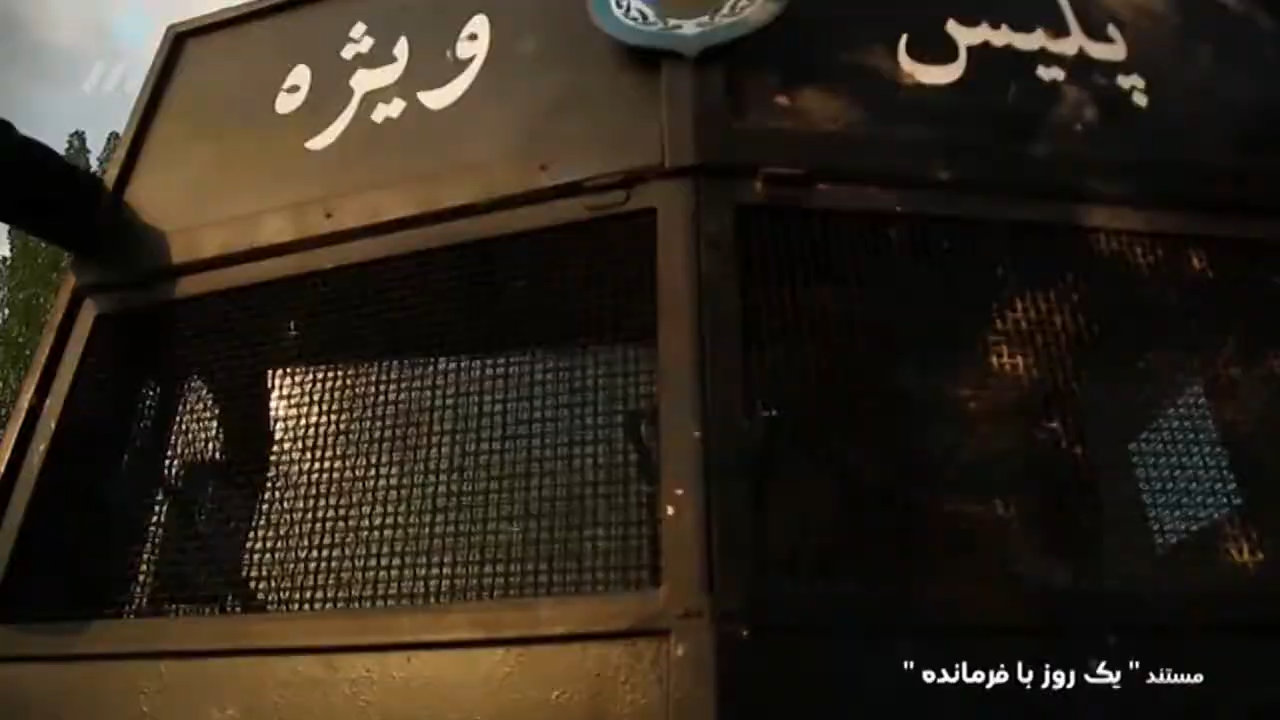 پلیس ویژه
مستند " یک روز با فرمانده "